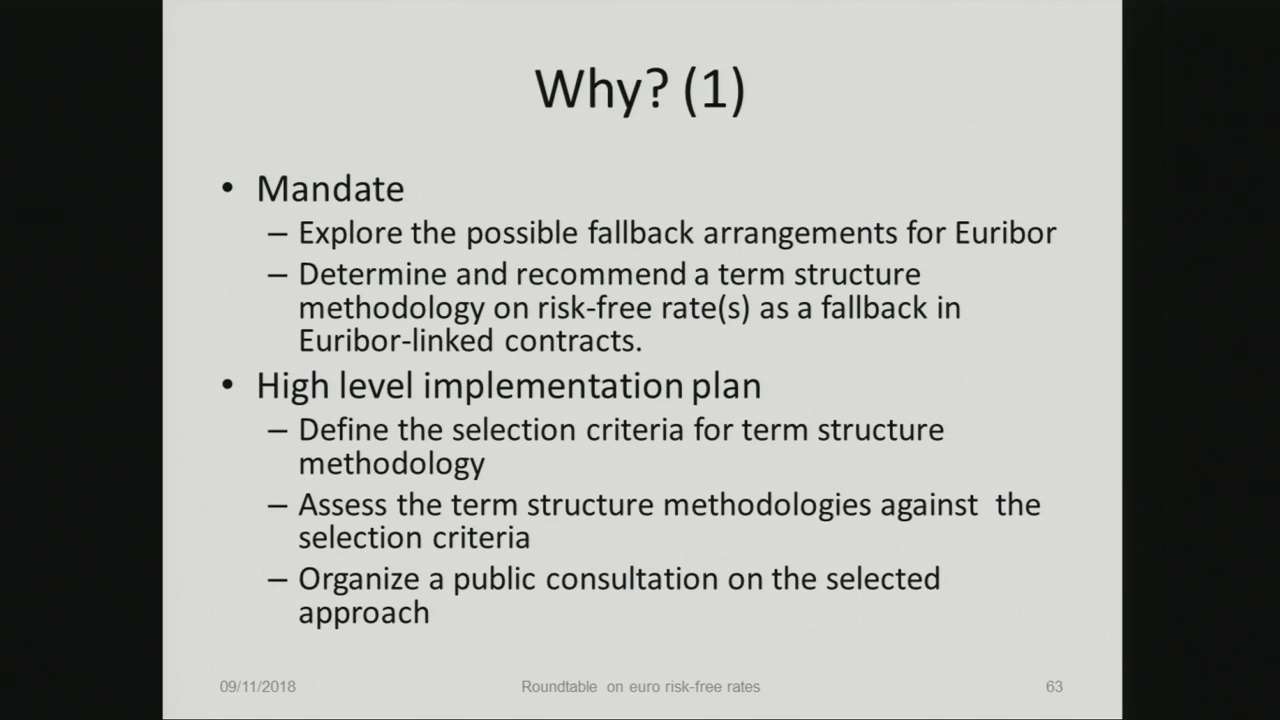 Why? (1)
• Mandate
– Explore the possible fallback arrangements for Euribor
– Determine and recommend a term structure
methodology on risk-free rate(s) as a fallback in
Euribor-linked contracts.
• High level implementation plan
– Define the selection criteria for term structure
methodology
– Assess the term structure methodologies against the
selection criteria
– Organize a public consultation on the selected
approach
09/11/2018 Roundtable on euro risk-free rates 63